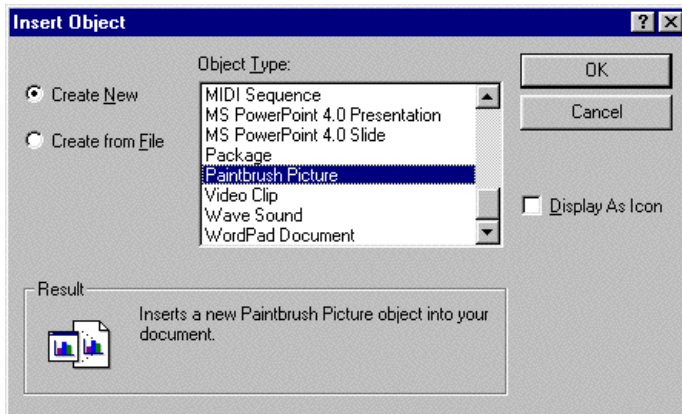 Insert Object
Object Type:
Create New
Create from File
MIDI Sequence
MS PowerPoint 4.0 Presentation
MS PowerPoint 4.0 Slide
Package
Paintbrush Picture
Video Clip
Wave Sound
WordPad Document
OK
Cancel
Display As Icon
Result
Inserts a new Paintbrush Picture object into your
document.